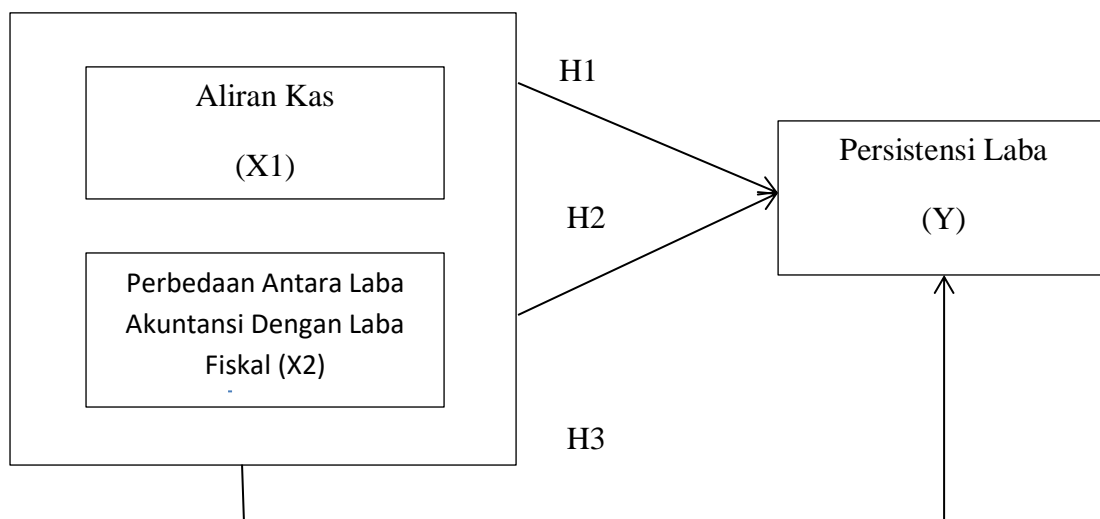 Aliran Kas
(X1)
Perbedaan Antara Laba
Akuntansi Dengan Laba
Fiskal (X2)
H1
H2
H3
Persistensi Laba
(Y)